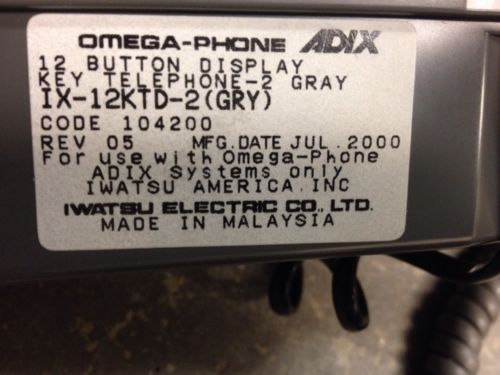 OMEGA-PHONE ADIX
12 BUTTON DISPLAY
KEY TELEPHONE-2 GRAY
IX-12KTD-2(GRY)
CODE 104200
REV 05 MFG.DATE JUL.2000
For use with Omega-Phone
ADIX Systems only
IWATSU AMERICA.INC
IWATSU ELECTRIC CO., LTD.
MADE IN MALAYSIA